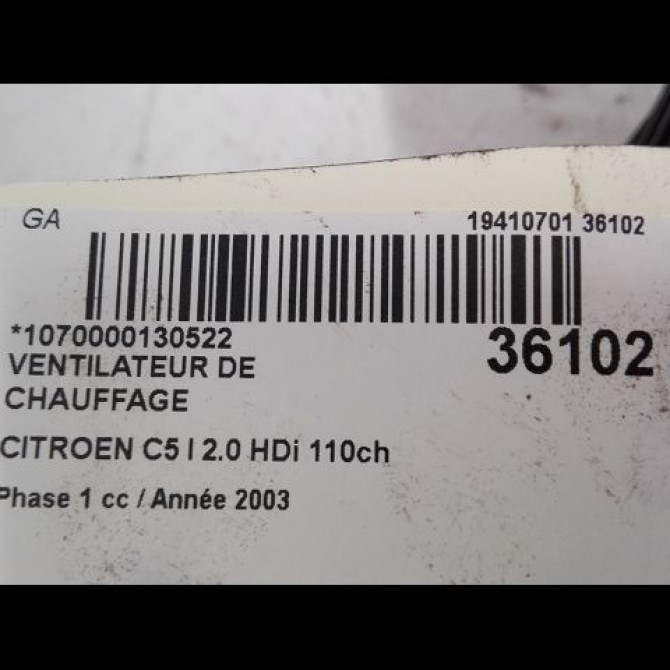 GA
19410701 36102
*1070000130522
36102
VENTILATEUR DE
CHAUFFAGE
CITROEN C5 I 2.0 HDi 110ch
Phase 1 cc / Année 2003